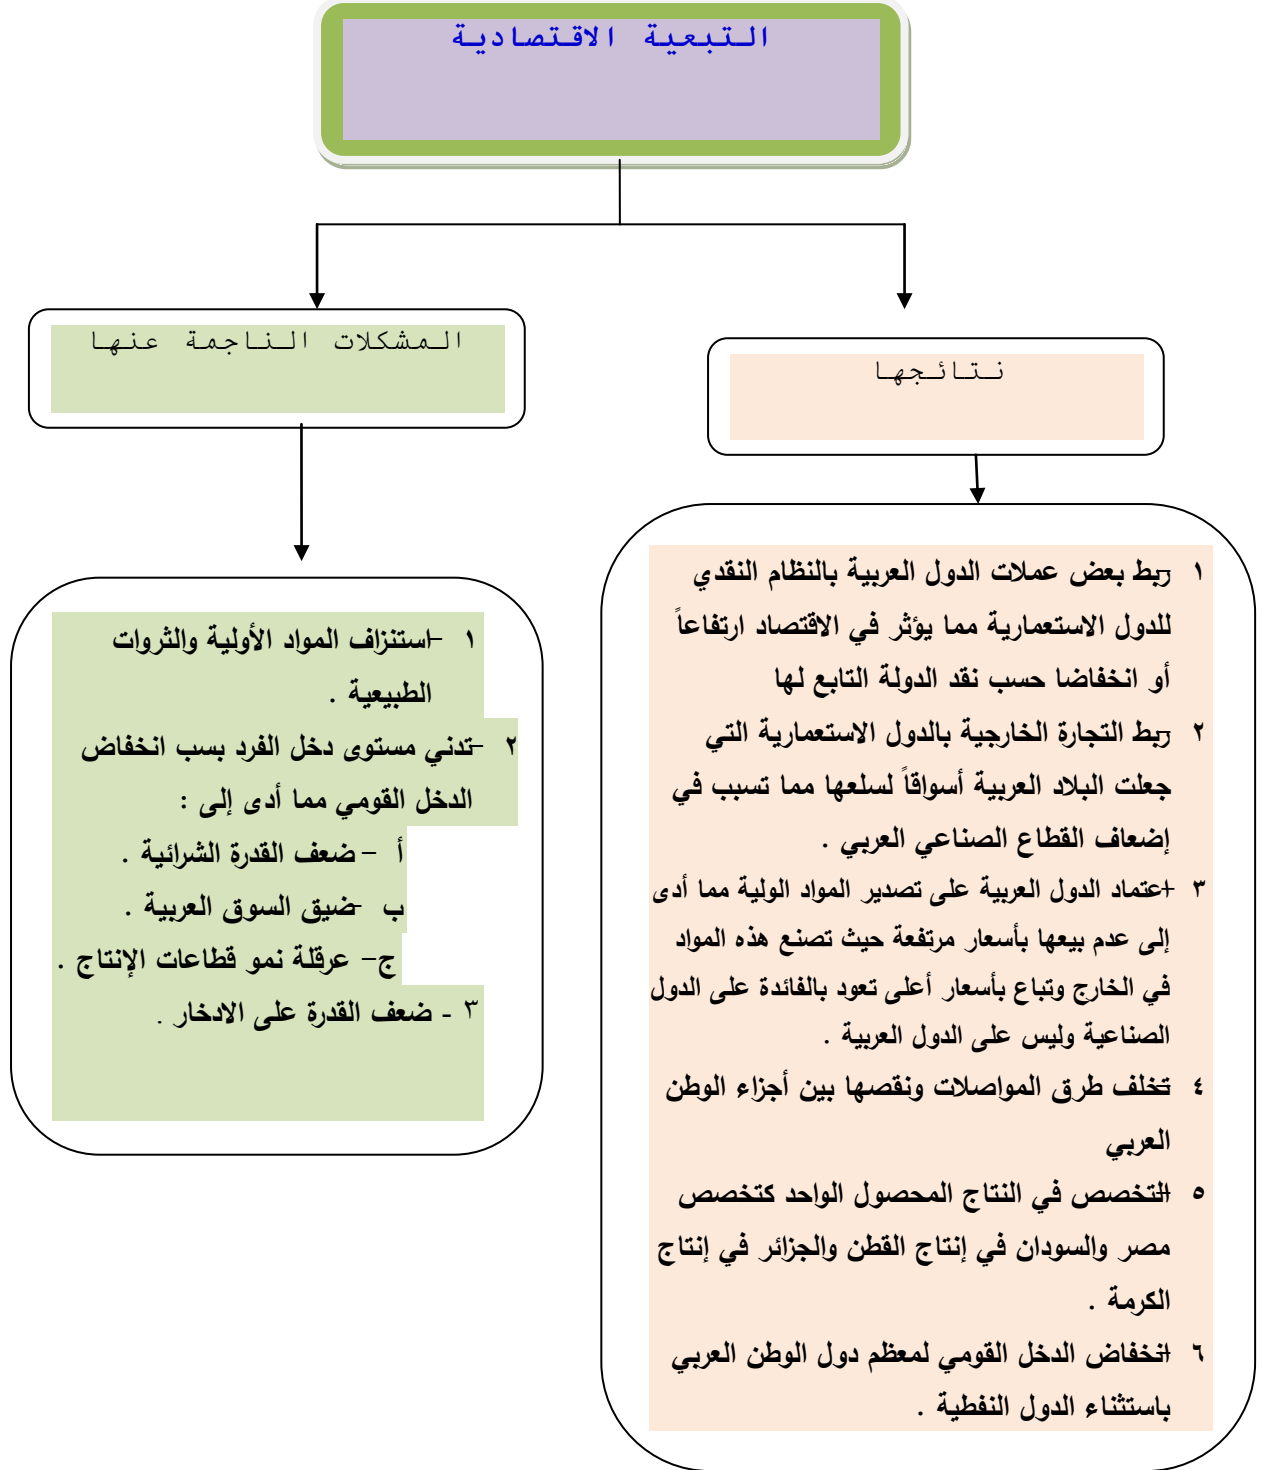 التبعية الاقتصادية
نتائجها
١ -ربط بعض عملات الدول العربية بالنظام النقدي
للدول الاستعمارية مما يؤثر في الاقتصاد ارتفاعاً
أو انخفاضا حسب نقد الدولة التابع لها
٢ -ربط التجارة الخارجية بالدول الاستعمارية التي
جعلت البلاد العربية أسواقاً لسلعها مما تسبب في
إضعاف القطاع الصناعي العربي .
٣ -اعتماد الدول العربية على تصدير المواد الولية مما أدى
إلى عدم بيعها بأسعار مرتفعة حيث تصنع هذه المواد
في الخارج وتباع بأسعار أعلى تعود بالفائدة على الدول
الصناعية وليس على الدول العربية .
٤ -تخلف طرق المواصلات ونقصها بين أجزاء الوطن
العربي
٥ -التخصص في النتاج المحصول الواحد كتخصص
مصر والسودان في إنتاج القطن والجزائر في إنتاج
الكرمة .
٦ -انخفاض الدخل القومي لمعظم دول الوطن العربي
باستثناء الدول النفطية .
المشكلات الناجمة عنها
١ -استنزاف المواد الأولية والثروات
الطبيعية .
٢ -تدني مستوى دخل الفرد بسب انخفاض
الدخل القومي مما أدى إلى :
أ - ضعف القدرة الشرائية .
ب -ضيق السوق العربية .
ج- عرقلة نمو قطاعات الإنتاج .
٣ - ضعف القدرة على الادخار .